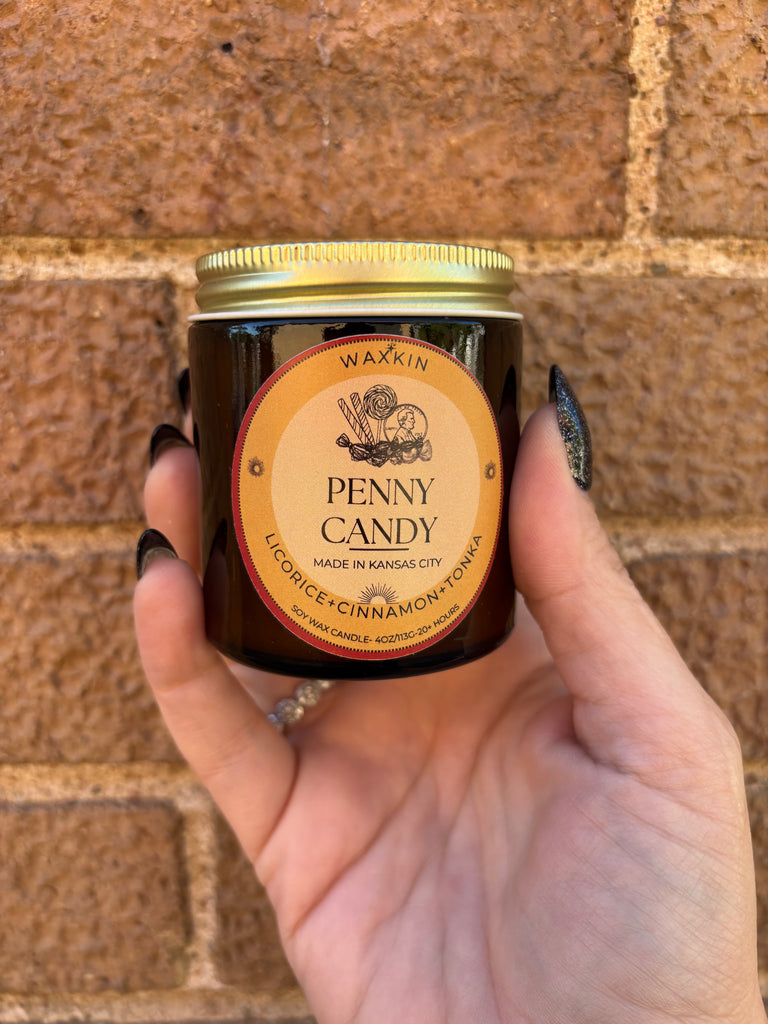 WAXKIN
PENNY
CANDY
MADE IN KANSAS CITY
LICORICE+CINNAMON+TONKA
SOY WAX CANDLE- 4OZ/113G-20+ HOURS